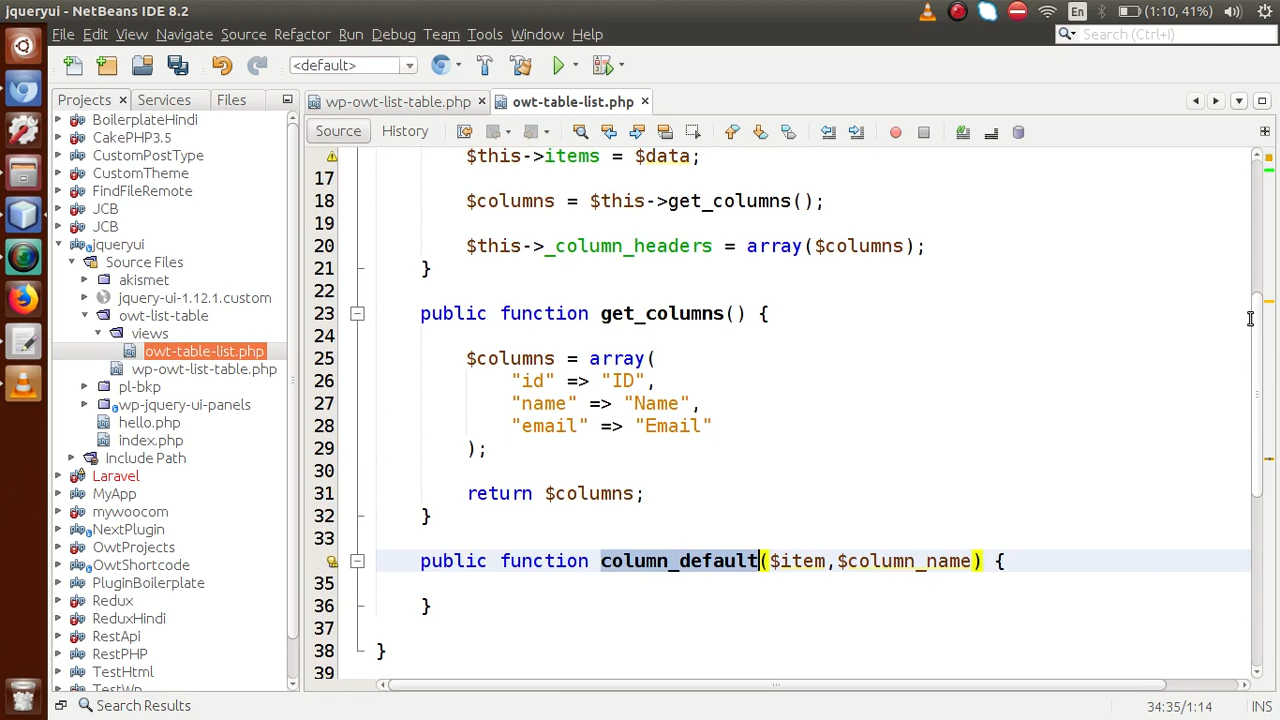 jqueryui - NetBeans IDE 8.2
En
(1:10, 41%)
File Edit View Navigate Source Refactor Run Debug Team Tools Window Help
Search (Ctrl+I)
<default>
Projects
Services
Files
wp-owt-list-table.php
owt-table-list.php
BoilerplateHindi
CakePHP3.5
CustomPostType
CustomTheme
FindFileRemote
JCB
JCB
jqueryui
Source Files
akismet
jquery-ui-1.12.1.custom
owt-list-table
views
owt-table-list.php
wp-owt-list-table.php
pl-bkp
wp-jquery-ui-panels
hello.php
index.php
Include Path
Laravel
MyApp
mywoocom
NextPlugin
OwtProjects
OwtShortcode
PluginBoilerplate
Redux
ReduxHindi
RestApi
RestPHP
TestHtml
TestWp
Source
History
$this->items = $data;
17
18 $columns = $this->get_columns();
19
20 $this->_column_headers = array($columns);
21 }
22
23 public function get_columns() {
24
25 $columns = array(
26 "id" => "ID",
27 "name" => "Name",
28 "email" => "Email"
29 );
30
31 return $columns;
32 }
33
public function column_default($item,$column_name) {
35
36 }
37
38 }
39
Search Results
34:35/1:14
INS